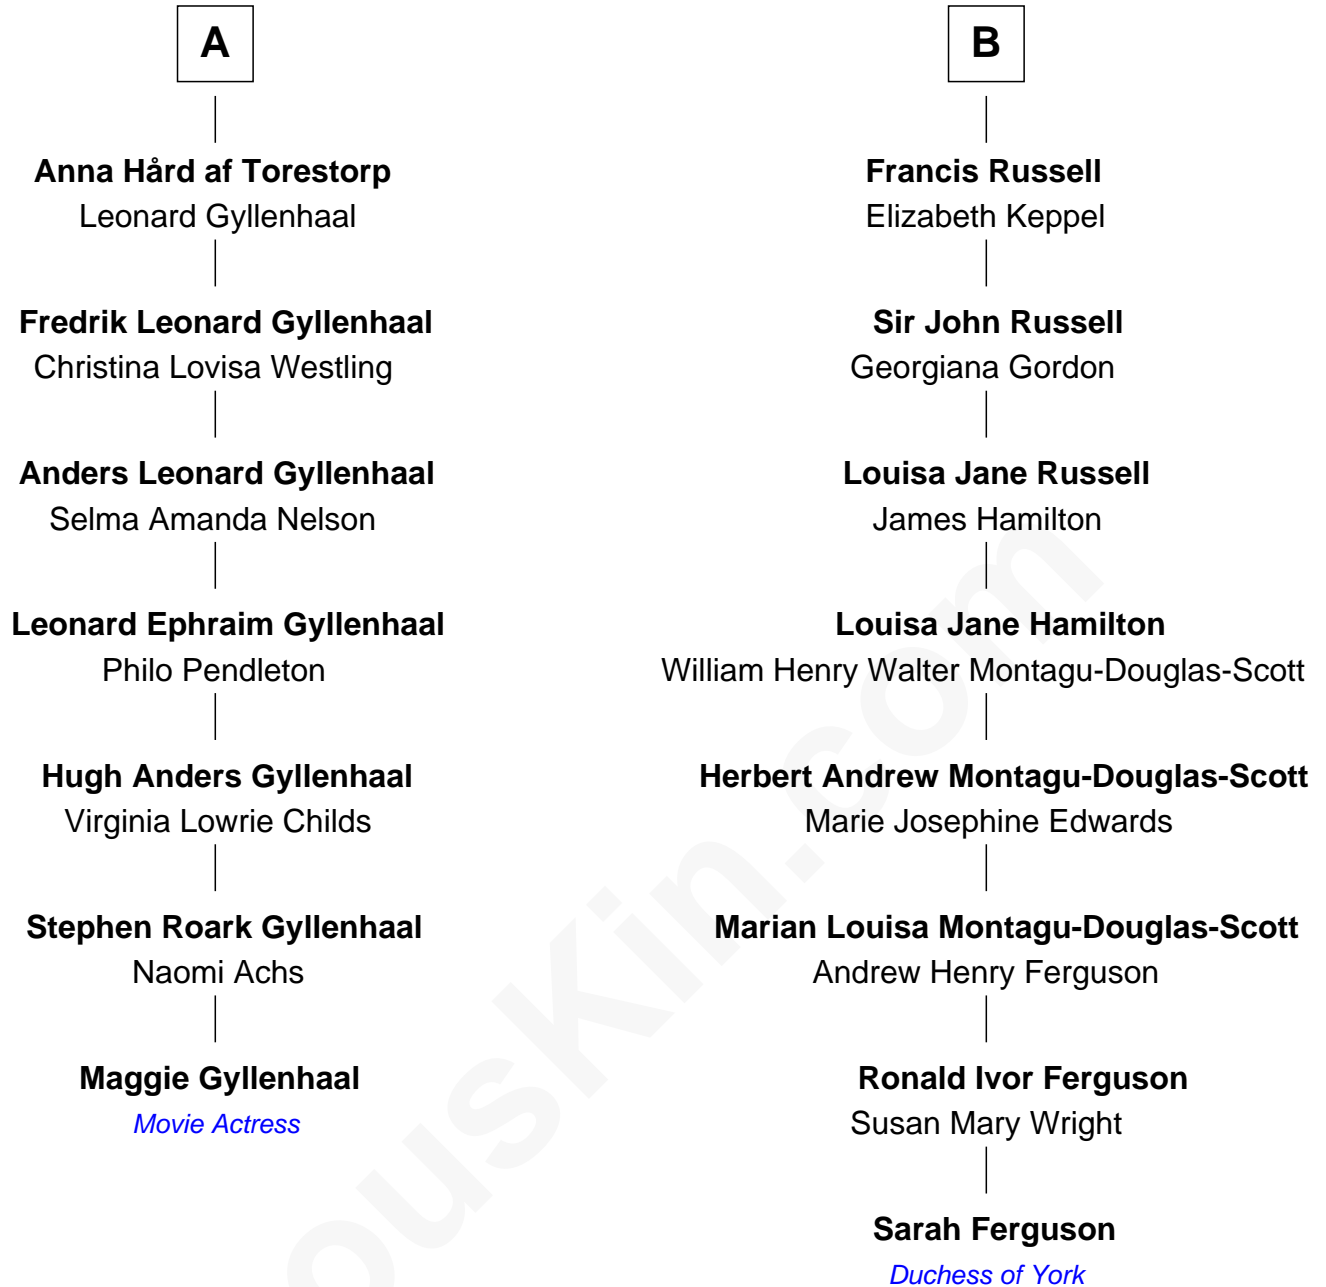 A
Anna Hård af Torestorp
Leonard Gyllenhaal
Fredrik Leonard Gyllenhaal
Christina Lovisa Westling
Anders Leonard Gyllenhaal
Selma Amanda Nelson
Leonard Ephraim Gyllenhaal
Philo Pendleton
Hugh Anders Gyllenhaal
Virginia Lowrie Childs
Stephen Roark Gyllenhaal
Naomi Achs
Maggie Gyllenhaal
Movie Actress
B
Francis Russell
Elizabeth Keppel
Sir John Russell
Georgiana Gordon
Louisa Jane Russell
James Hamilton
Louisa Jane Hamilton
William Henry Walter Montagu-Douglas-Scott
Herbert Andrew Montagu-Douglas-Scott
Marie Josephine Edwards
Marian Louisa Montagu-Douglas-Scott
Andrew Henry Ferguson
Ronald Ivor Ferguson
Susan Mary Wright
Sarah Ferguson
Duchess of York
ousKin.com